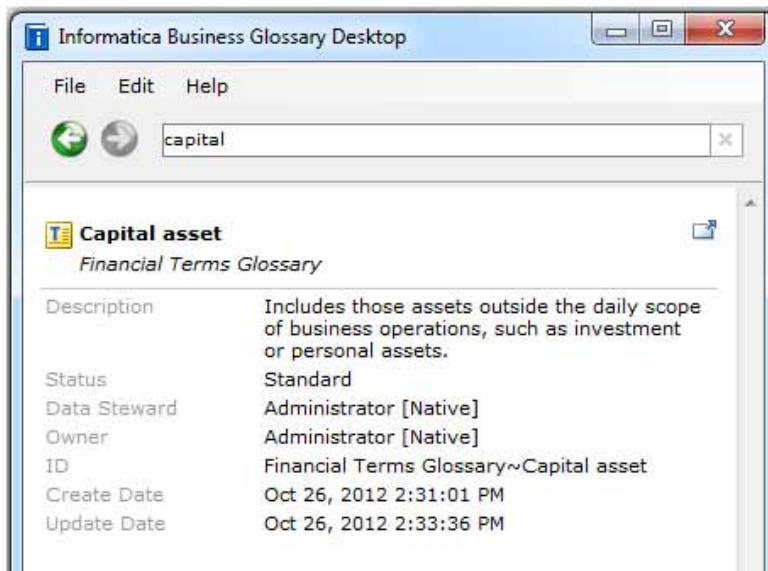 Informatica Business Glossary Desktop
File Edit Help
capital
Capital asset
Financial Terms Glossary
Description Includes those assets outside the daily scope
of business operations, such as investment
or personal assets.
Status Standard
Data Steward Administrator [Native]
Owner Administrator [Native]
ID Financial Terms Glossary~Capital asset
Create Date Oct 26, 2012 2:31:01 PM
Update Date Oct 26, 2012 2:33:36 PM